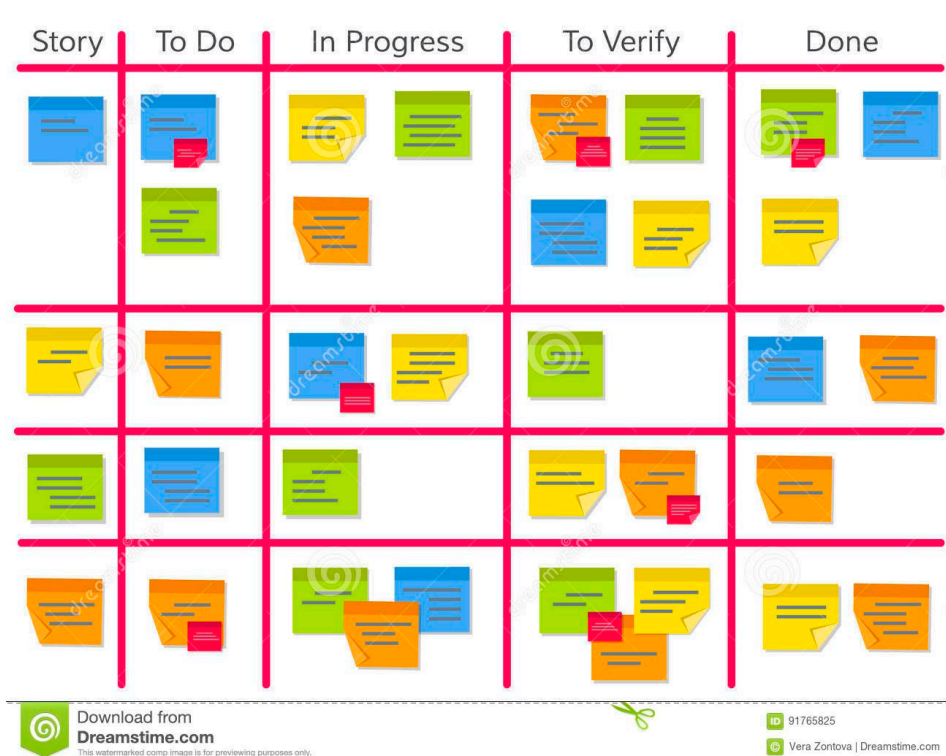 Story To Do In Progress To Verify Done
dreamstime
Download from
Dreamstime.com
This watermarked comp image is for previewing purposes only.
ID 91765825
© Vera Zontova | Dreamstime.com